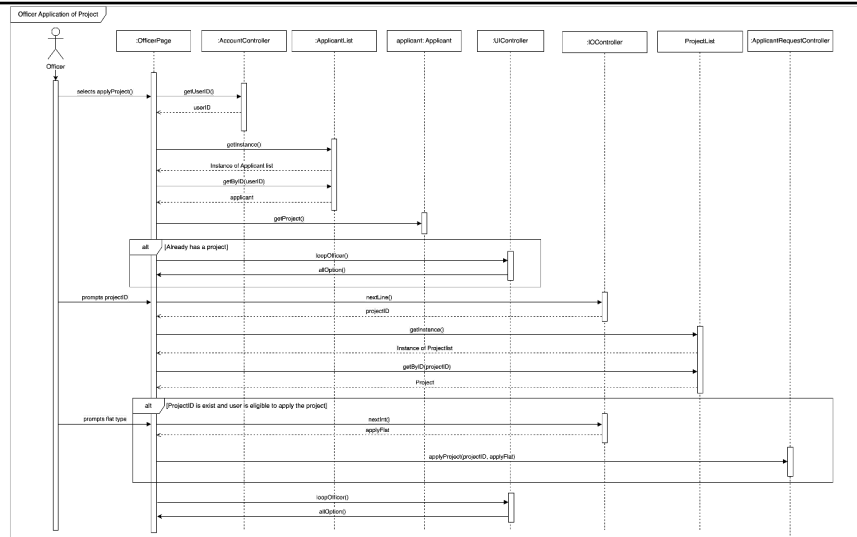 Officer Application of Project
:OfficerPage
:AccountController
:ApplicantList
applicant: Applicant
:UIController
:IOController
ProjectList
:ApplicantRequestController
Officer
selects applyProject()
getUserID()
userID
getInstance()
Instance of Applicant list
getByID(userID)
applicant
getProject()
alt
[Already has a project]
loopOfficer()
allOption()
prompts projectID
nextLine()
projectID
getInstance()
Instance of Projectlist
getByID(projectID)
Project
alt
[ProjectID is exist and user is eligible to apply the project]
prompts flat type
nextInt()
applyFlat
applyProject(projectID, applyFlat)
loopOfficer()
allOption()